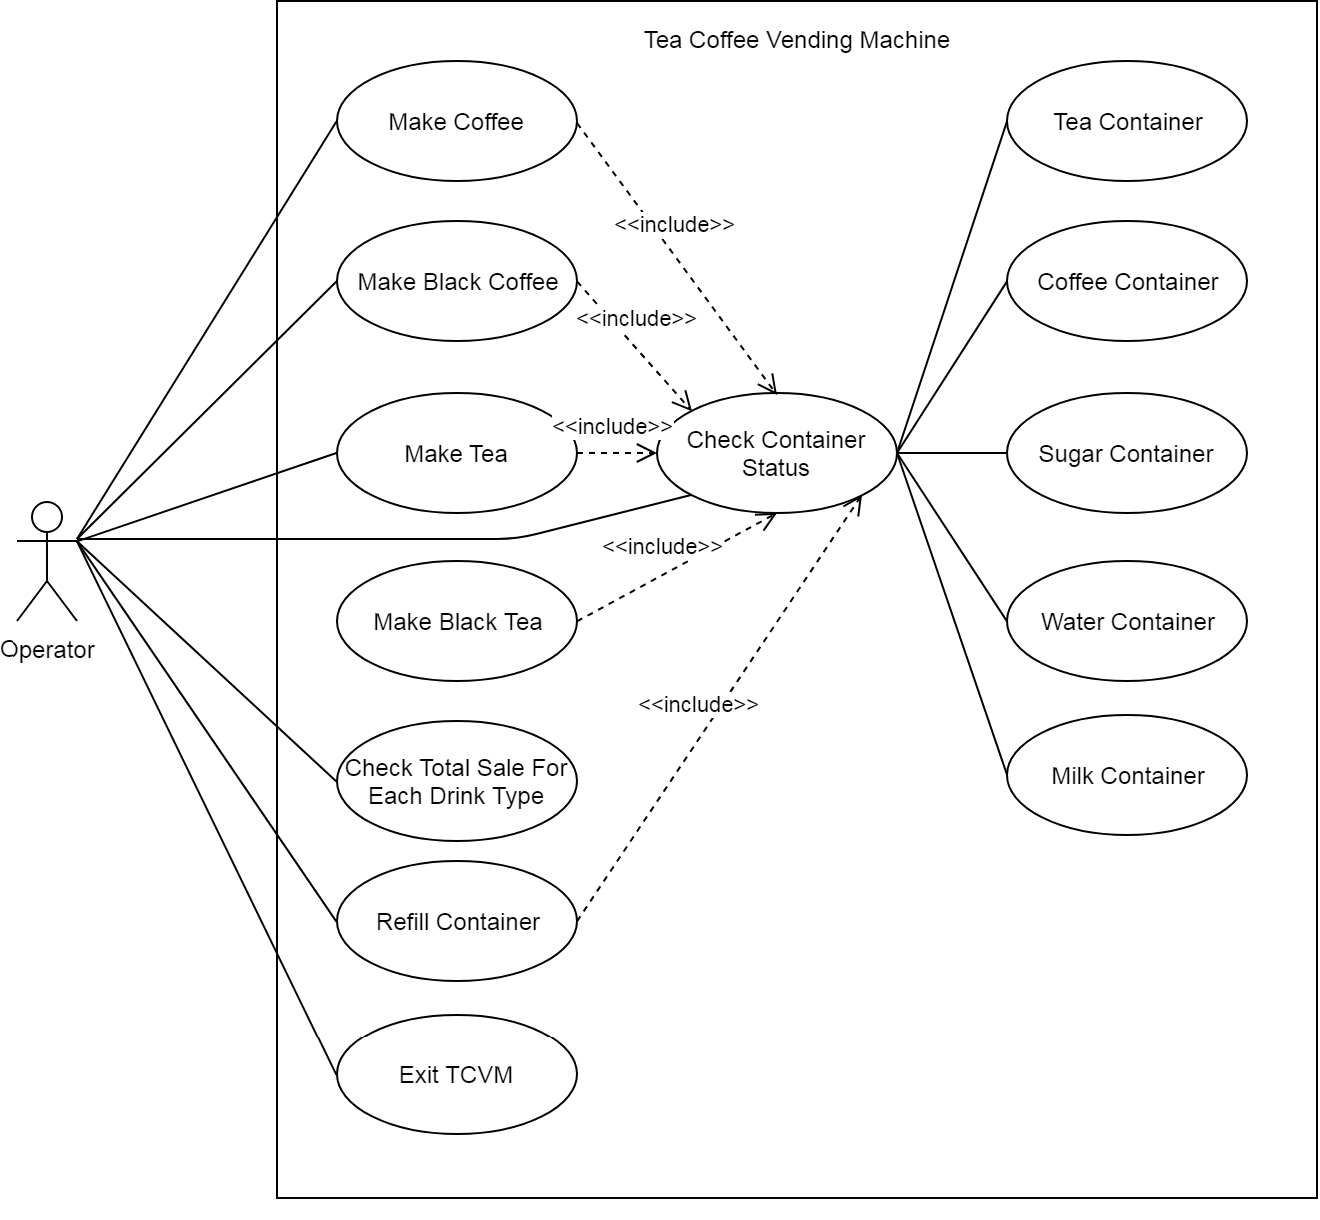 Tea Coffee Vending Machine
Make Coffee
Tea Container
<<include>>
Make Black Coffee
Coffee Container
<<include>>
<<include>>
Make Tea
Check Container
Status
Sugar Container
<<include>>
Make Black Tea
Water Container
Operator
<<include>>
Check Total Sale For
Each Drink Type
Milk Container
Refill Container
Exit TCVM